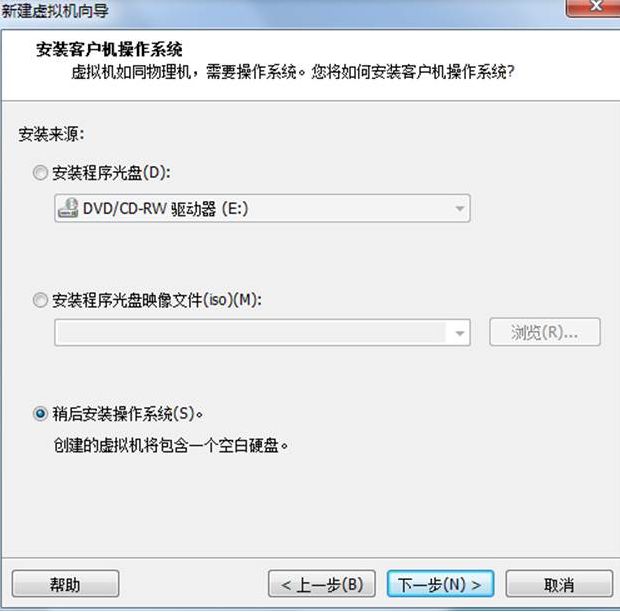 新建虚拟机向导
安装客户机操作系统
虚拟机如同物理机，需要操作系统。您将如何安装客户机操作系统?
安装来源:
安装程序光盘(D):
DVD/CD-RW 驱动器 (E:)
安装程序光盘映像文件(iso)(M):
浏览(R)...
稍后安装操作系统(S)。
创建的虚拟机将包含一个空白硬盘。
帮助
< 上一步(B)
下一步(N) >
取消